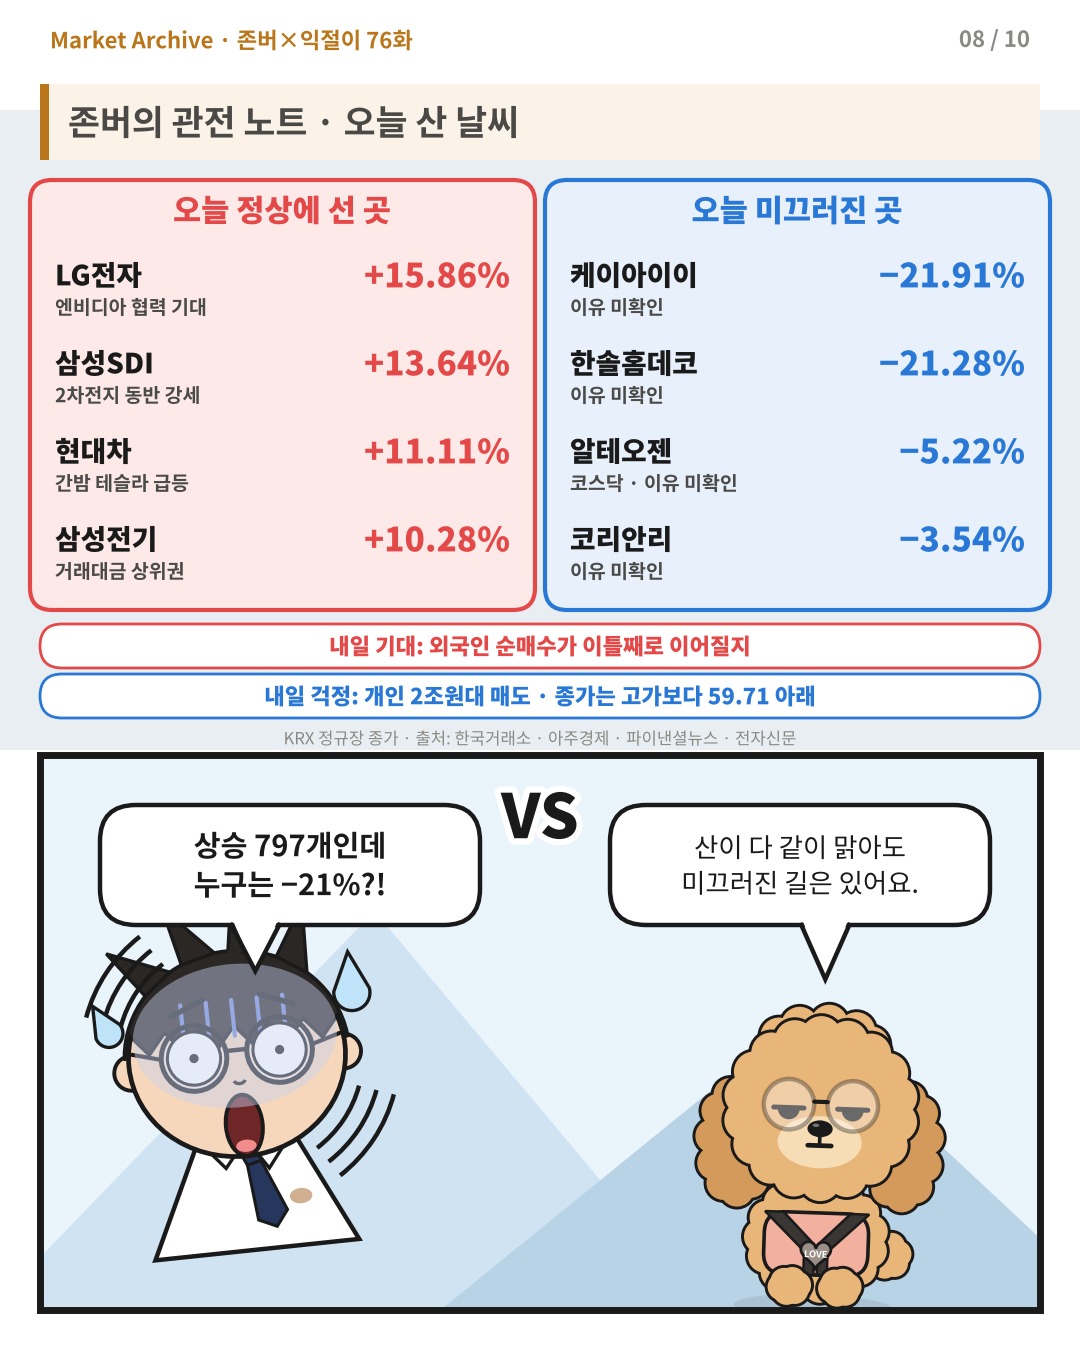 Market Archive · 존버×익절이 76화
08 / 10
존버의 관전 노트 · 오늘 산 날씨
오늘 정상에 선 곳
LG전자 +15.86%
엔비디아 협력 기대
삼성SDI +13.64%
2차전지 동반 강세
현대차 +11.11%
간밤 테슬라 급등
삼성전기 +10.28%
거래대금 상위권
오늘 미끄러진 곳
케이아이이 −21.91%
이유 미확인
한솔홈데코 −21.28%
이유 미확인
알테오젠 −5.22%
코스닥 · 이유 미확인
코리안리 −3.54%
이유 미확인
내일 기대: 외국인 순매수가 이틀째로 이어질지
내일 걱정: 개인 2조원대 매도 · 종가는 고가보다 59.71 아래
KRX 정규장 종가 · 출처: 한국거래소 · 아주경제 · 파이낸셜뉴스 · 전자신문
상승 797개인데
누구는 −21%?!
VS
산이 다 같이 맑아도
미끄러진 길은 있어요.
LOVE